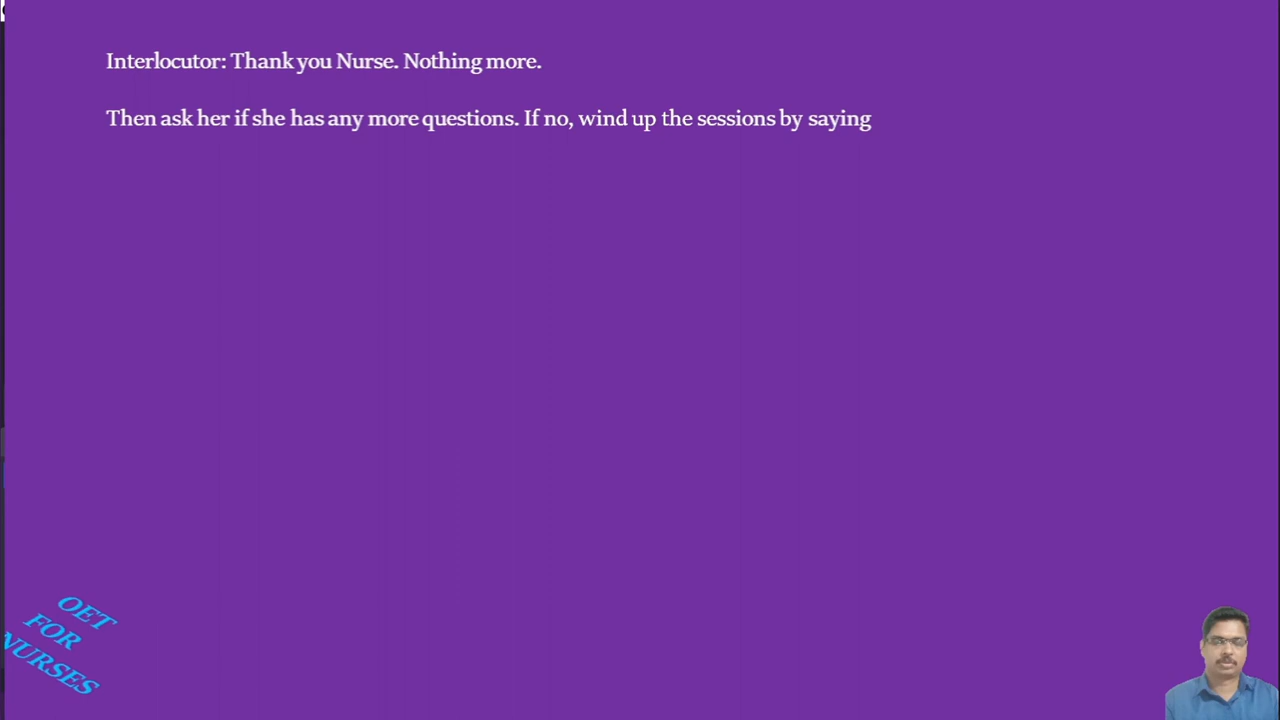 Interlocutor: Thank you Nurse. Nothing more.
Then ask her if she has any more questions. If no, wind up the sessions by saying
OET
FOR
NURSES